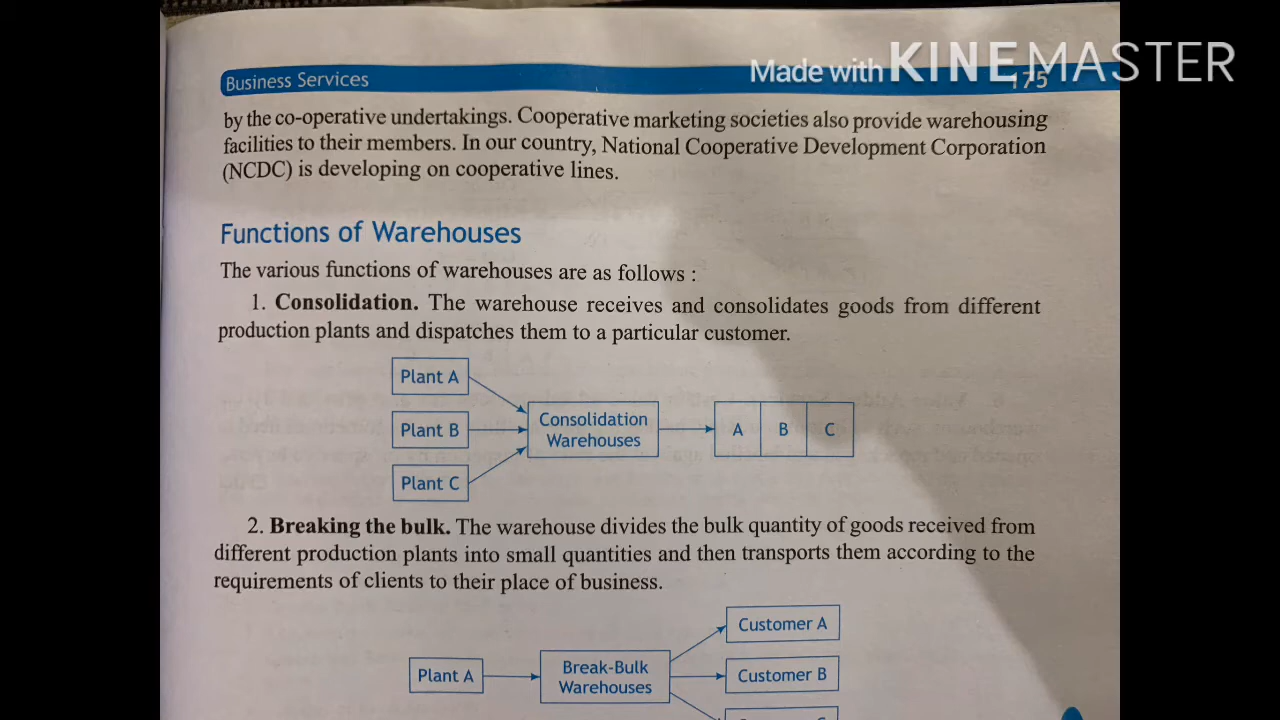 Made with KINEMASTER
Business Services 175
by the co-operative undertakings. Cooperative marketing societies also provide warehousing
facilities to their members. In our country, National Cooperative Development Corporation
(NCDC) is developing on cooperative lines.
Functions of Warehouses
The various functions of warehouses are as follows :
1. Consolidation. The warehouse receives and consolidates goods from different
production plants and dispatches them to a particular customer.
Plant A
Plant B
Plant C
Consolidation
Warehouses
A B C
2. Breaking the bulk. The warehouse divides the bulk quantity of goods received from
different production plants into small quantities and then transports them according to the
requirements of clients to their place of business.
Plant A
Break-Bulk
Warehouses
Customer A
Customer B